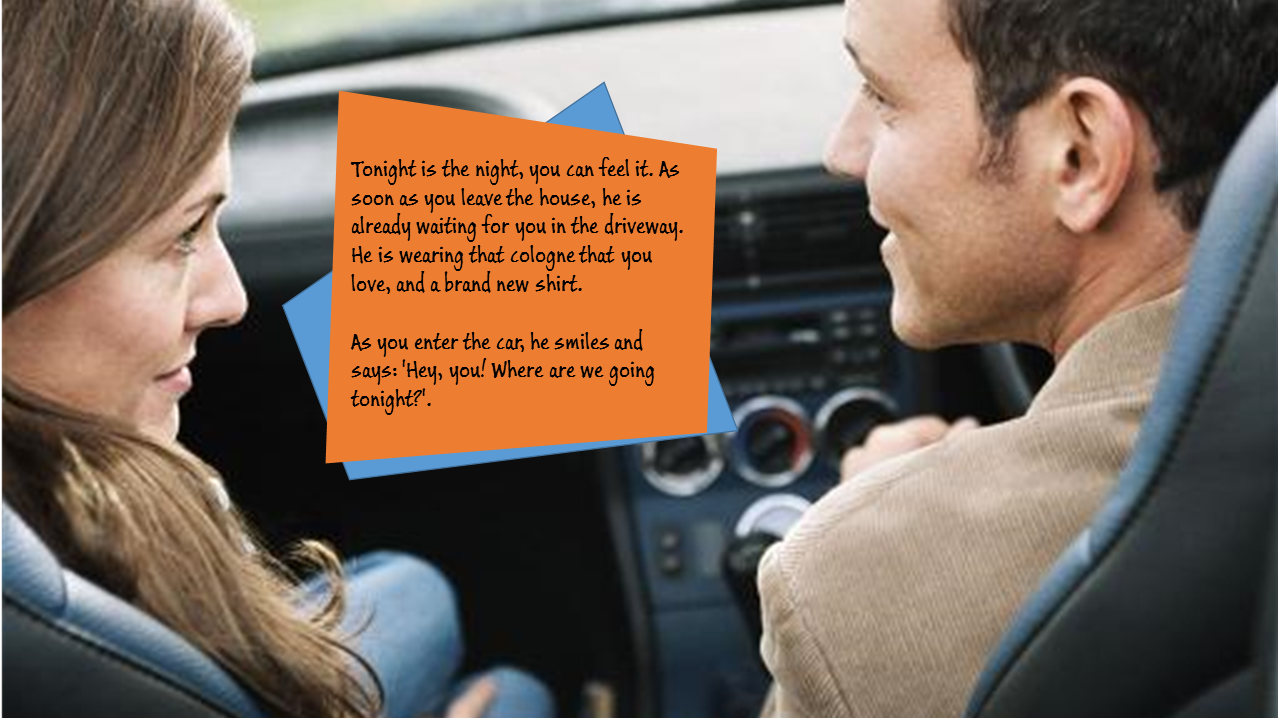 Tonight is the night, you can feel it. As
soon as you leave the house, he is
already waiting for you in the driveway.
He is wearing that cologne that you
love, and a brand new shirt.
As you enter the car, he smiles and
says: 'Hey, you! Where are we going
tonight?'.